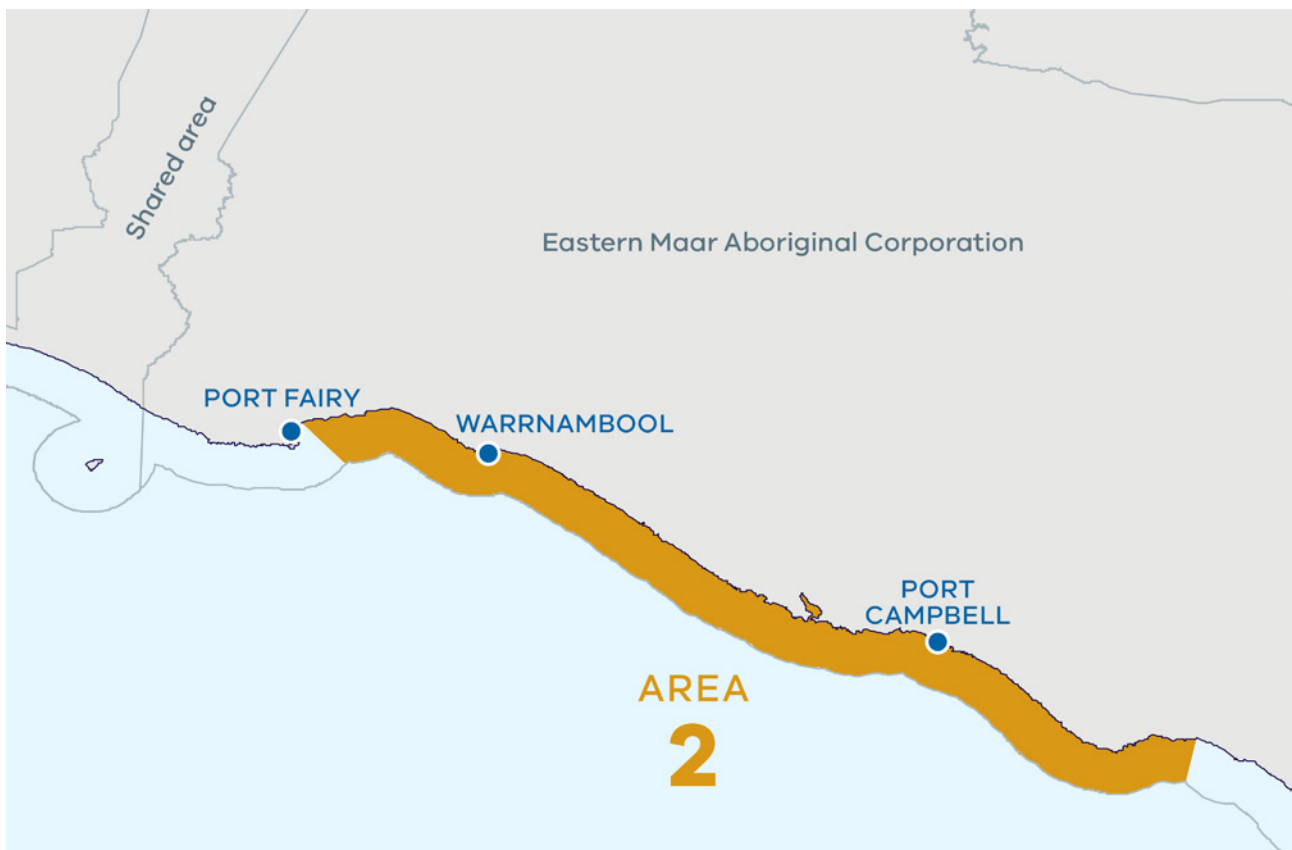 Shared area
Eastern Maar Aboriginal Corporation
PORT FAIRY
WARRNAMBOOL
PORT
CAMPBELL
AREA
2